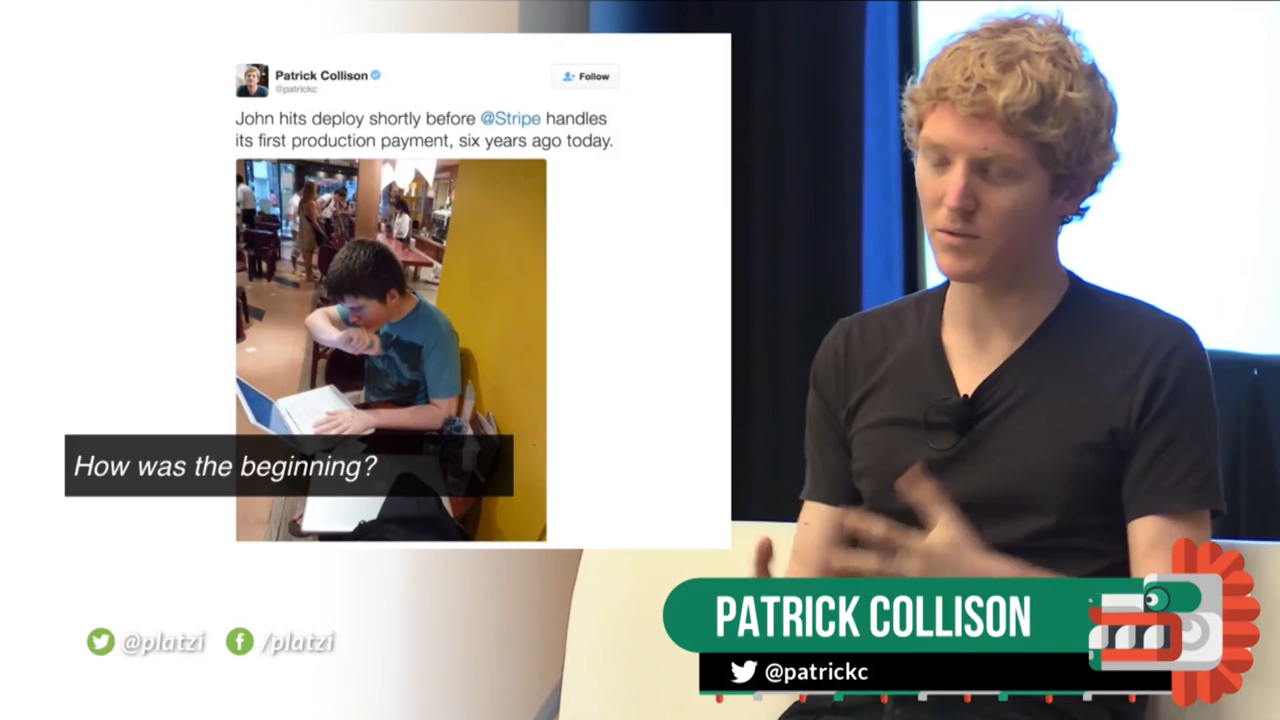 Patrick Collison
@patrickc
Follow
John hits deploy shortly before @Stripe handles
its first production payment, six years ago today.
How was the beginning?
@platzi /platzi
PATRICK COLLISON
@patrickc